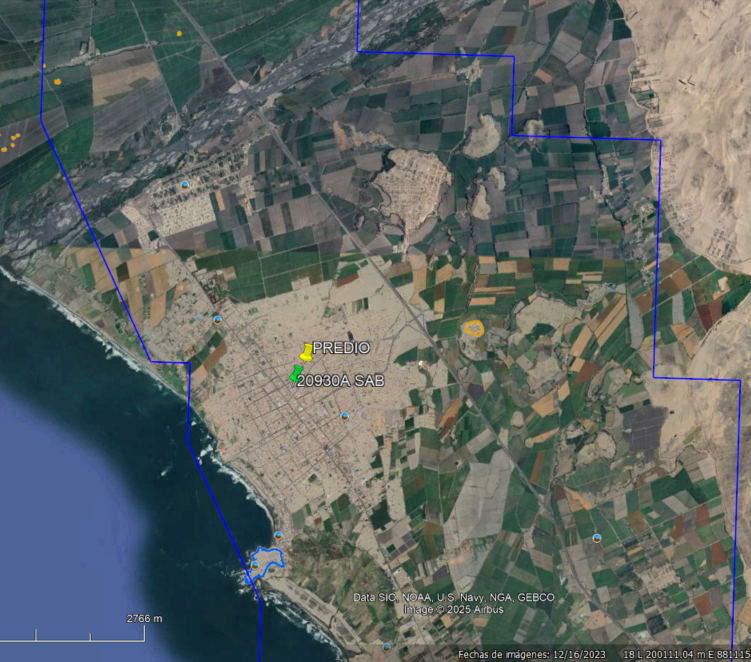 PREDIO
20930A SAB
Data SIO, NOAA, U.S. Navy, NGA, GEBCO
Image © 2025 Airbus
2766 m
Fechas de imágenes: 12/16/2023 18 L 200111.04 m E 881115